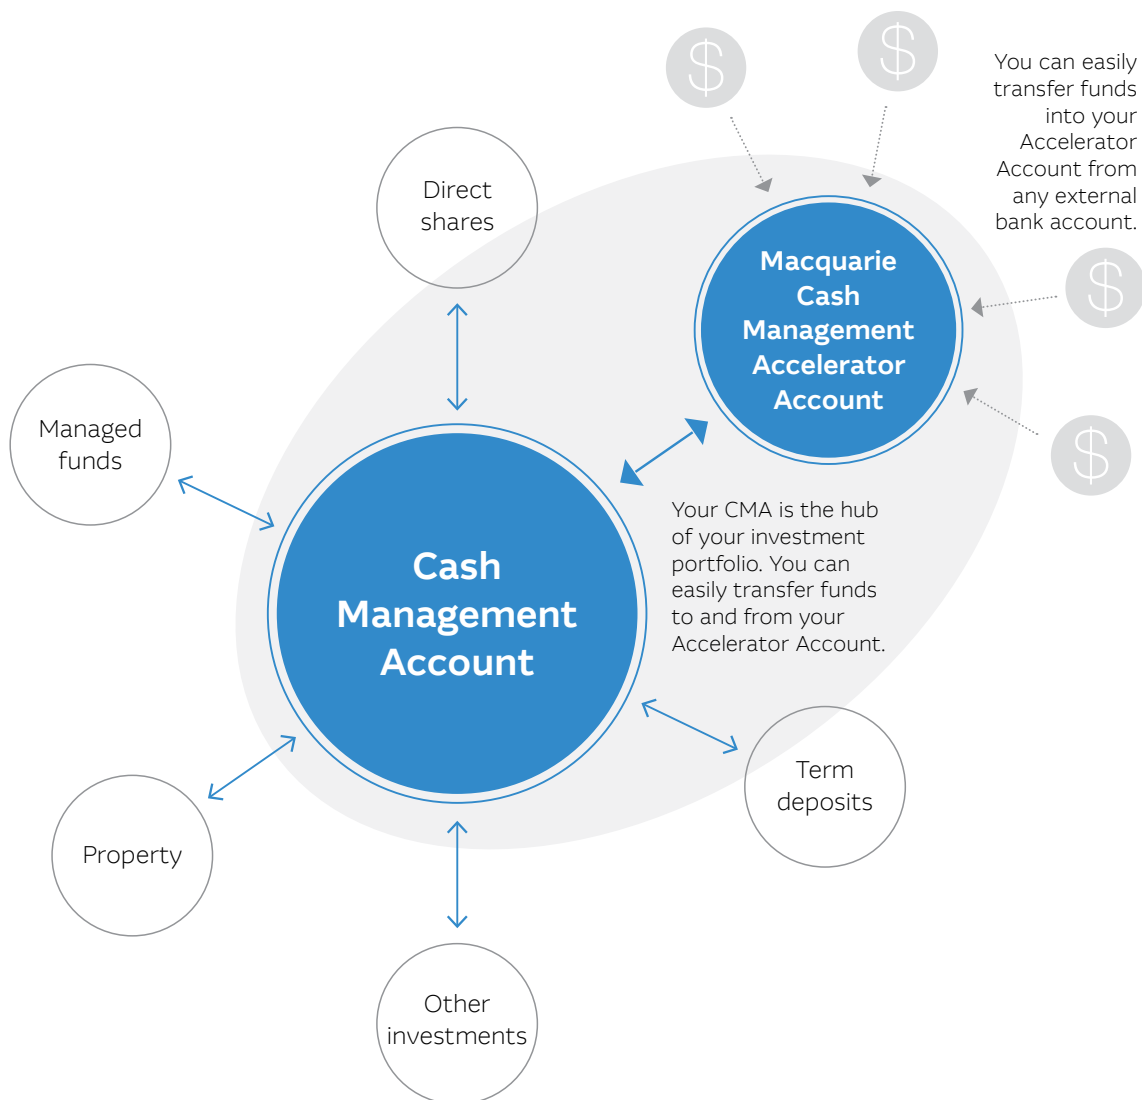 $
$
You can easily
transfer funds
into your
Accelerator
Account from
any external
bank account.
Direct
shares
Macquarie
Cash
Management
Accelerator
Account
$
$
Managed
funds
Your CMA is the hub
of your investment
portfolio. You can
easily transfer funds
to and from your
Accelerator Account.
Cash
Management
Account
Term
deposits
Property
Other
investments